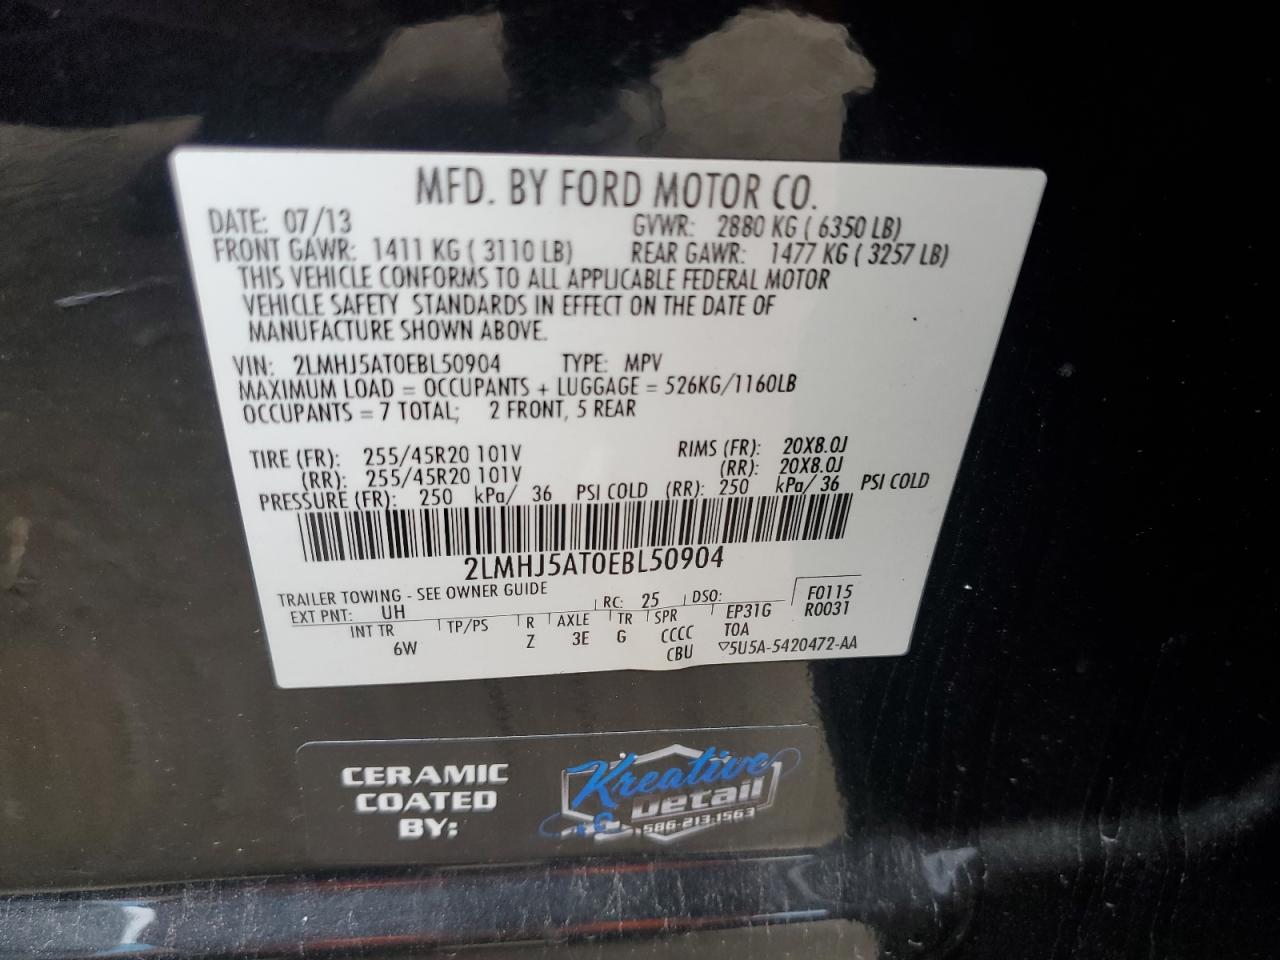 MFD. BY FORD MOTOR CO.
DATE: 07/13 GVWR: 2880 KG ( 6350 LB)
FRONT GAWR: 1411 KG ( 3110 LB) REAR GAWR: 1477 KG ( 3257 LB)
THIS VEHICLE CONFORMS TO ALL APPLICABLE FEDERAL MOTOR
VEHICLE SAFETY STANDARDS IN EFFECT ON THE DATE OF
MANUFACTURE SHOWN ABOVE.
VIN: 2LMHJ5AT0EBL50904 TYPE: MPV
MAXIMUM LOAD = OCCUPANTS + LUGGAGE = 526KG/1160LB
OCCUPANTS = 7 TOTAL; 2 FRONT, 5 REAR
TIRE (FR): 255/45R20 101V RIMS (FR): 20X8.0J
(RR): 255/45R20 101V (RR): 20X8.0J
PRESSURE (FR): 250 kPa/ 36 PSI COLD (RR): 250 kPa/ 36 PSI COLD
2LMHJ5AT0EBL50904
TRAILER TOWING - SEE OWNER GUIDE
EXT PNT: UH RC: 25 DSO: F0115
INT TR TP/PS R AXLE TR SPR EP31G R0031
6W Z 3E G CCCC TOA
CBU ▽5U5A-5420472-AA
CERAMIC
COATED
BY:
Kreative
Detail
586-213-1563